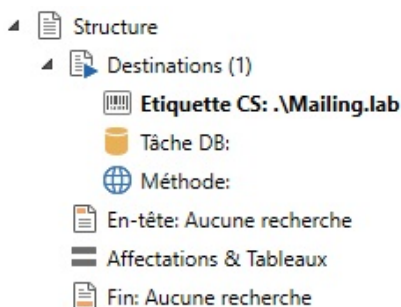 Structure
Destinations (1)
Etiquette CS: .\Mailing.lab
Tâche DB:
Méthode:
En-tête: Aucune recherche
Affectations & Tableaux
Fin: Aucune recherche